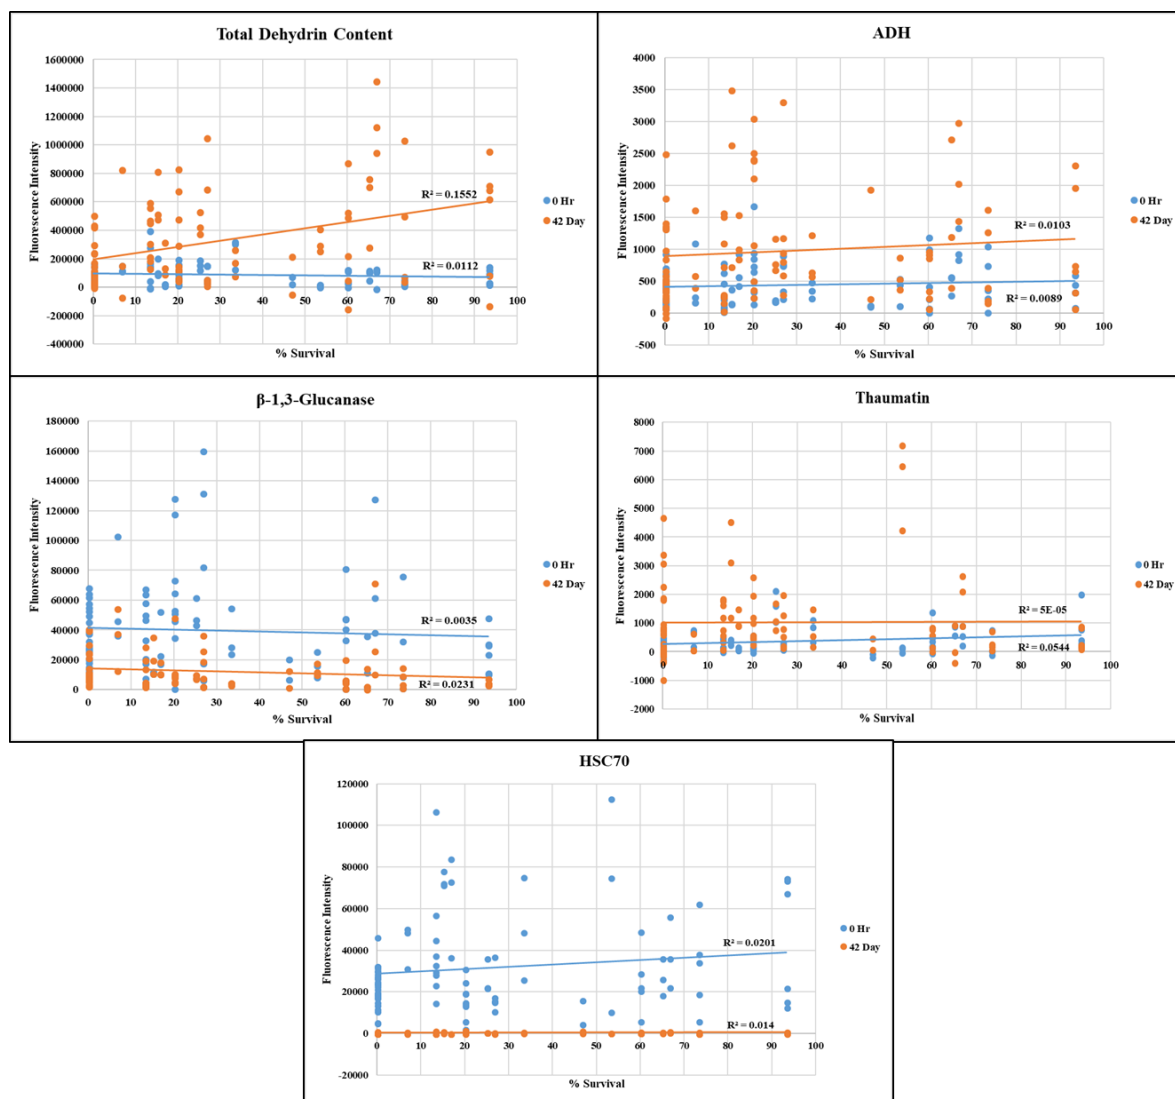 Total Dehydrin Content
Fluorescence Intensity
1600000
1400000
1200000
1000000
800000
600000
400000
200000
0
-200000
-400000
0 10 20 30 40 50 60 70 80 90 100
% Survival
R² = 0.1552
R² = 0.0112
0 Hr
42 Day
ADH
Fluorescence Intensity
4000
3500
3000
2500
2000
1500
1000
500
0
-500
0 10 20 30 40 50 60 70 80 90 100
% Survival
R² = 0.0103
R² = 0.0089
0 Hr
42 Day
β-1,3-Glucanase
Fluorescence Intensity
180000
160000
140000
120000
100000
80000
60000
40000
20000
0
0 10 20 30 40 50 60 70 80 90 100
% Survival
R² = 0.0035
R² = 0.0231
0 Hr
42 Day
Thaumatin
Fluorescence Intensity
8000
7000
6000
5000
4000
3000
2000
1000
0
-1000
-2000
0 10 20 30 40 50 60 70 80 90 100
% Survival
R² = 5E-05
R² = 0.0544
0 Hr
42 Day
HSC70
Fluorescence Intensity
120000
100000
80000
60000
40000
20000
0
-20000
0 10 20 30 40 50 60 70 80 90 100
% Survival
R² = 0.0201
R² = 0.014
0 Hr
42 Day